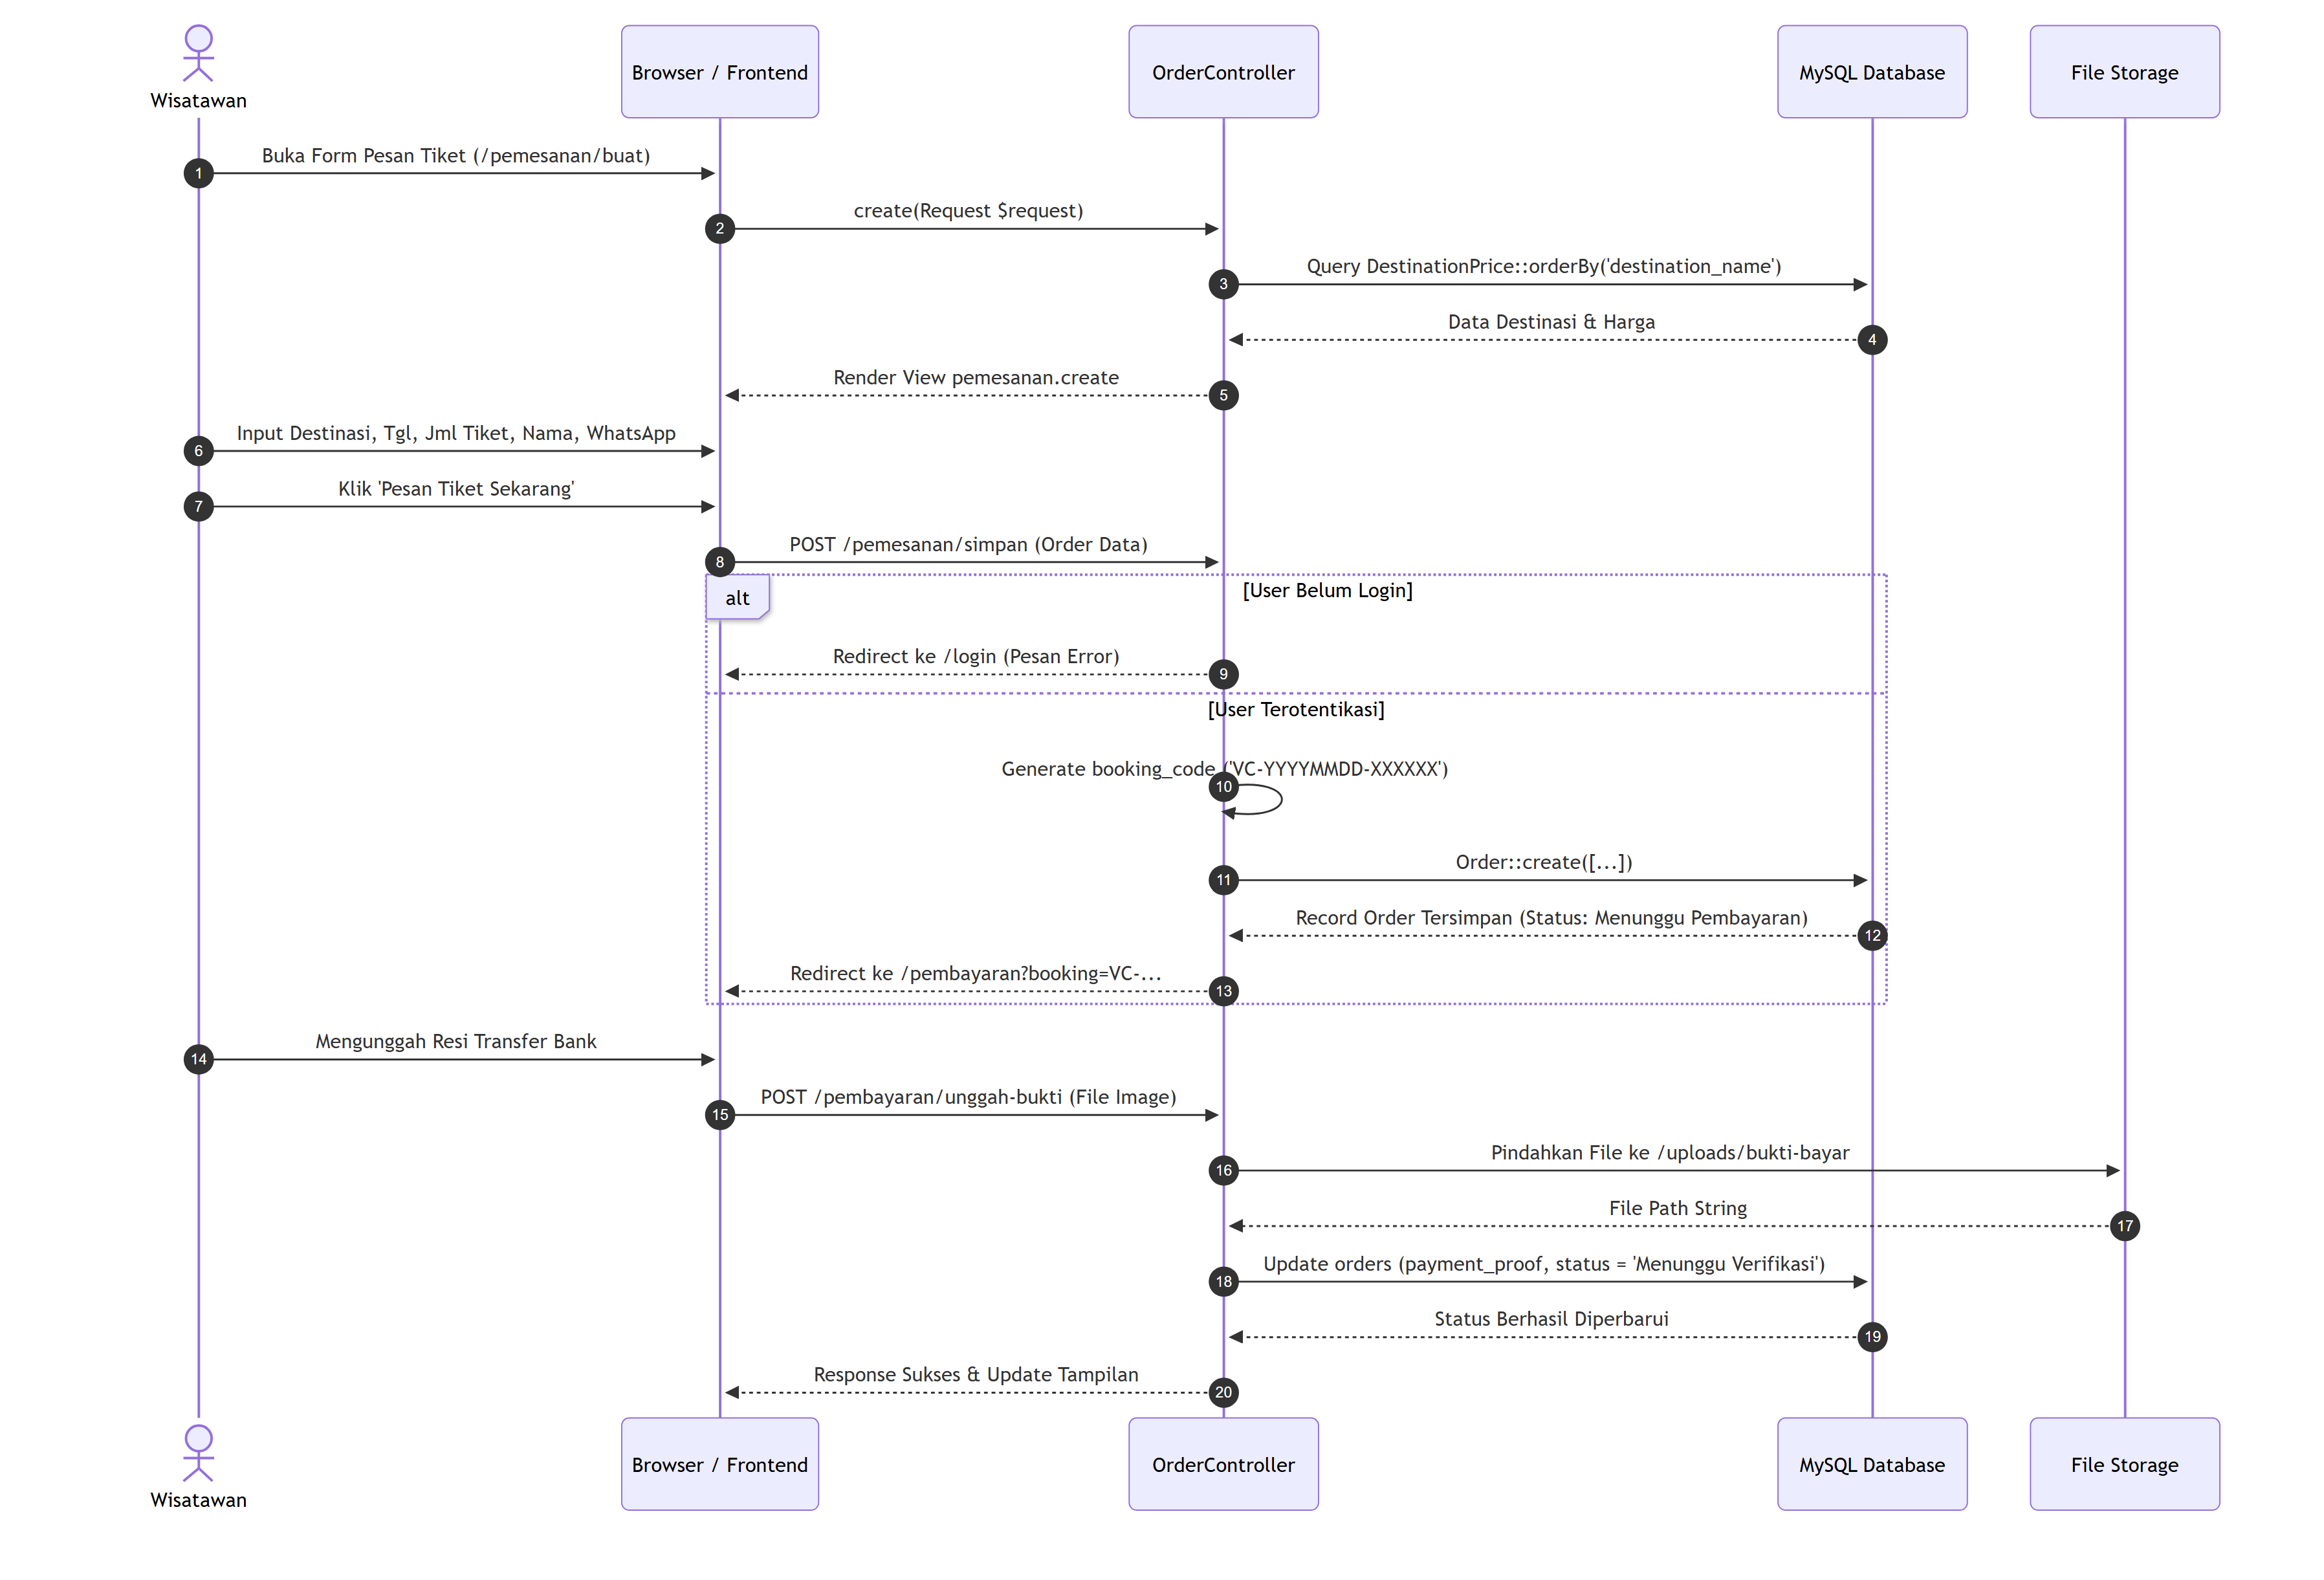 Wisatawan
Browser / Frontend
OrderController
MySQL Database
File Storage
Buka Form Pesan Tiket (/pemesanan/buat)
1
create(Request $request)
2
Query DestinationPrice::orderBy('destination_name')
3
Data Destinasi & Harga
4
Render View pemesanan.create
5
Input Destinasi, Tgl, Jml Tiket, Nama, WhatsApp
6
Klik 'Pesan Tiket Sekarang'
7
POST /pemesanan/simpan (Order Data)
8
alt
[User Belum Login]
Redirect ke /login (Pesan Error)
9
[User Terotentikasi]
Generate booking_code ('VC-YYYYMMDD-XXXXXX')
10
Order::create([...])
11
Record Order Tersimpan (Status: Menunggu Pembayaran)
12
Redirect ke /pembayaran?booking=VC-...
13
Mengunggah Resi Transfer Bank
14
POST /pembayaran/unggah-bukti (File Image)
15
Pindahkan File ke /uploads/bukti-bayar
16
File Path String
17
Update orders (payment_proof, status = 'Menunggu Verifikasi')
18
Status Berhasil Diperbarui
19
Response Sukses & Update Tampilan
20
Wisatawan
Browser / Frontend
OrderController
MySQL Database
File Storage